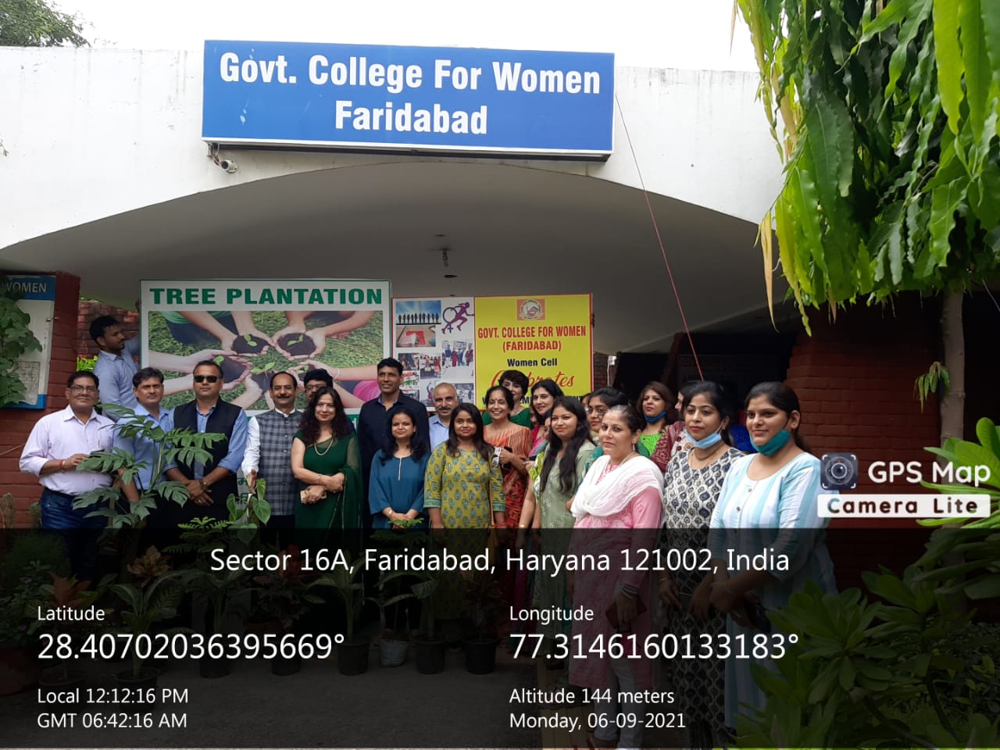 Govt. College For Women
Faridabad
WOMEN
TREE PLANTATION
GOVT. COLLEGE FOR WOMEN
(FARIDABAD)
Women Cell
GPS Map
Camera Lite
Sector 16A, Faridabad, Haryana 121002, India
Latitude
28.40702036395669°
Longitude
77.3146160133183°
Local 12:12:16 PM
GMT 06:42:16 AM
Altitude 144 meters
Monday, 06-09-2021